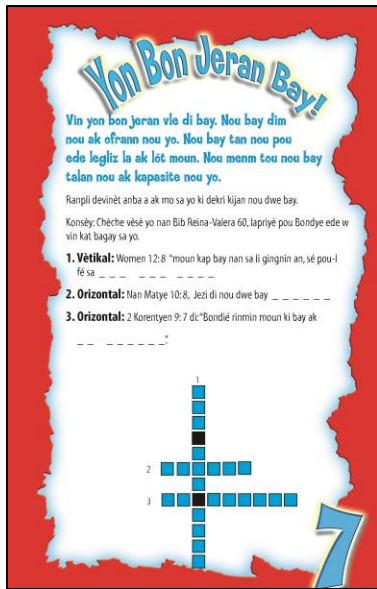 Yon Bon Jeran Bay!
Vin yon bon jeran vle di bay. Nou bay dim
nou ak ofrann nou yo. Nou bay tan nou pou
ede legliz la ak lòt moun. Nou menm tou nou bay
talan nou ak kapasite nou yo.
Ranpli devinèt anba a ak mo sa yo ki dekri kijan nou dwe bay.
Konsèy: Chèche vèsè yo nan Bib Reina-Valera 60, lapriyè pou Bondye ede w
vin kat bagay sa yo.
1. Vètikal: Women 12:8 "moun kap bay nan sa li gingnin an, sé pou-l
fé sa _ _ _ _ _ _ _ _ _
2. Orizontal: Nan Matye 10:8, Jezi di nou dwe bay _ _ _ _ _ _
3. Orizontal: 2 Korentyen 9:7 di:"Bondié rinmin moun ki bay ak
_ _ _ _ _ _ _ _."
1
2
3
7